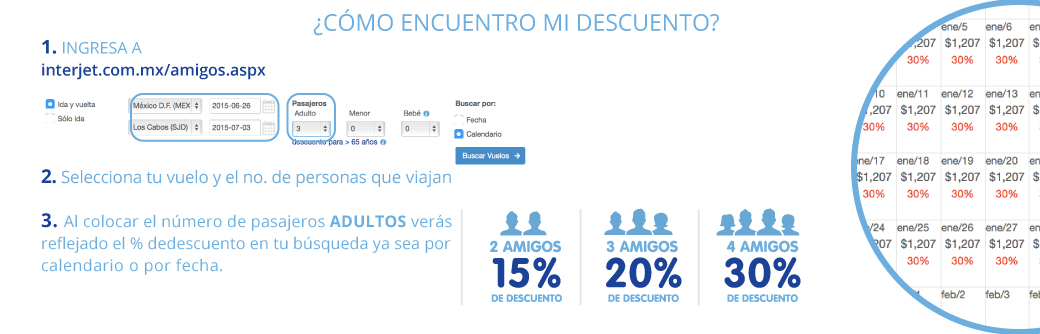 ¿CÓMO ENCUENTRO MI DESCUENTO?
1. INGRESA A
interjet.com.mx/amigos.aspx
Ida y vuelta
Sólo ida
México D.F. (MEX
2015-06-26
Los Cabos (SJD)
2015-07-03
Pasajeros
Adulto
3
Menor
0
Bebé
0
descuento para > 65 años
Buscar por:
Fecha
Calendario
Buscar Vuelos
2. Selecciona tu vuelo y el no. de personas que viajan
3. Al colocar el número de pasajeros ADULTOS verás
reflejado el % dedescuento en tu búsqueda ya sea por
calendario o por fecha.
2 AMIGOS
15%
DE DESCUENTO
3 AMIGOS
20%
DE DESCUENTO
4 AMIGOS
30%
DE DESCUENTO
ene/5 ene/6
,207 $1,207 $1,207
30% 30% 30%
/10 ene/11 ene/12 ene/13
,207 $1,207 $1,207 $1,207
30% 30% 30% 30%
ene/17 ene/18 ene/19 ene/20
$1,207 $1,207 $1,207 $1,207
30% 30% 30% 30%
/24 ene/25 ene/26 ene/27
207 $1,207 $1,207 $1,207
30% 30% 30%
feb/2 feb/3